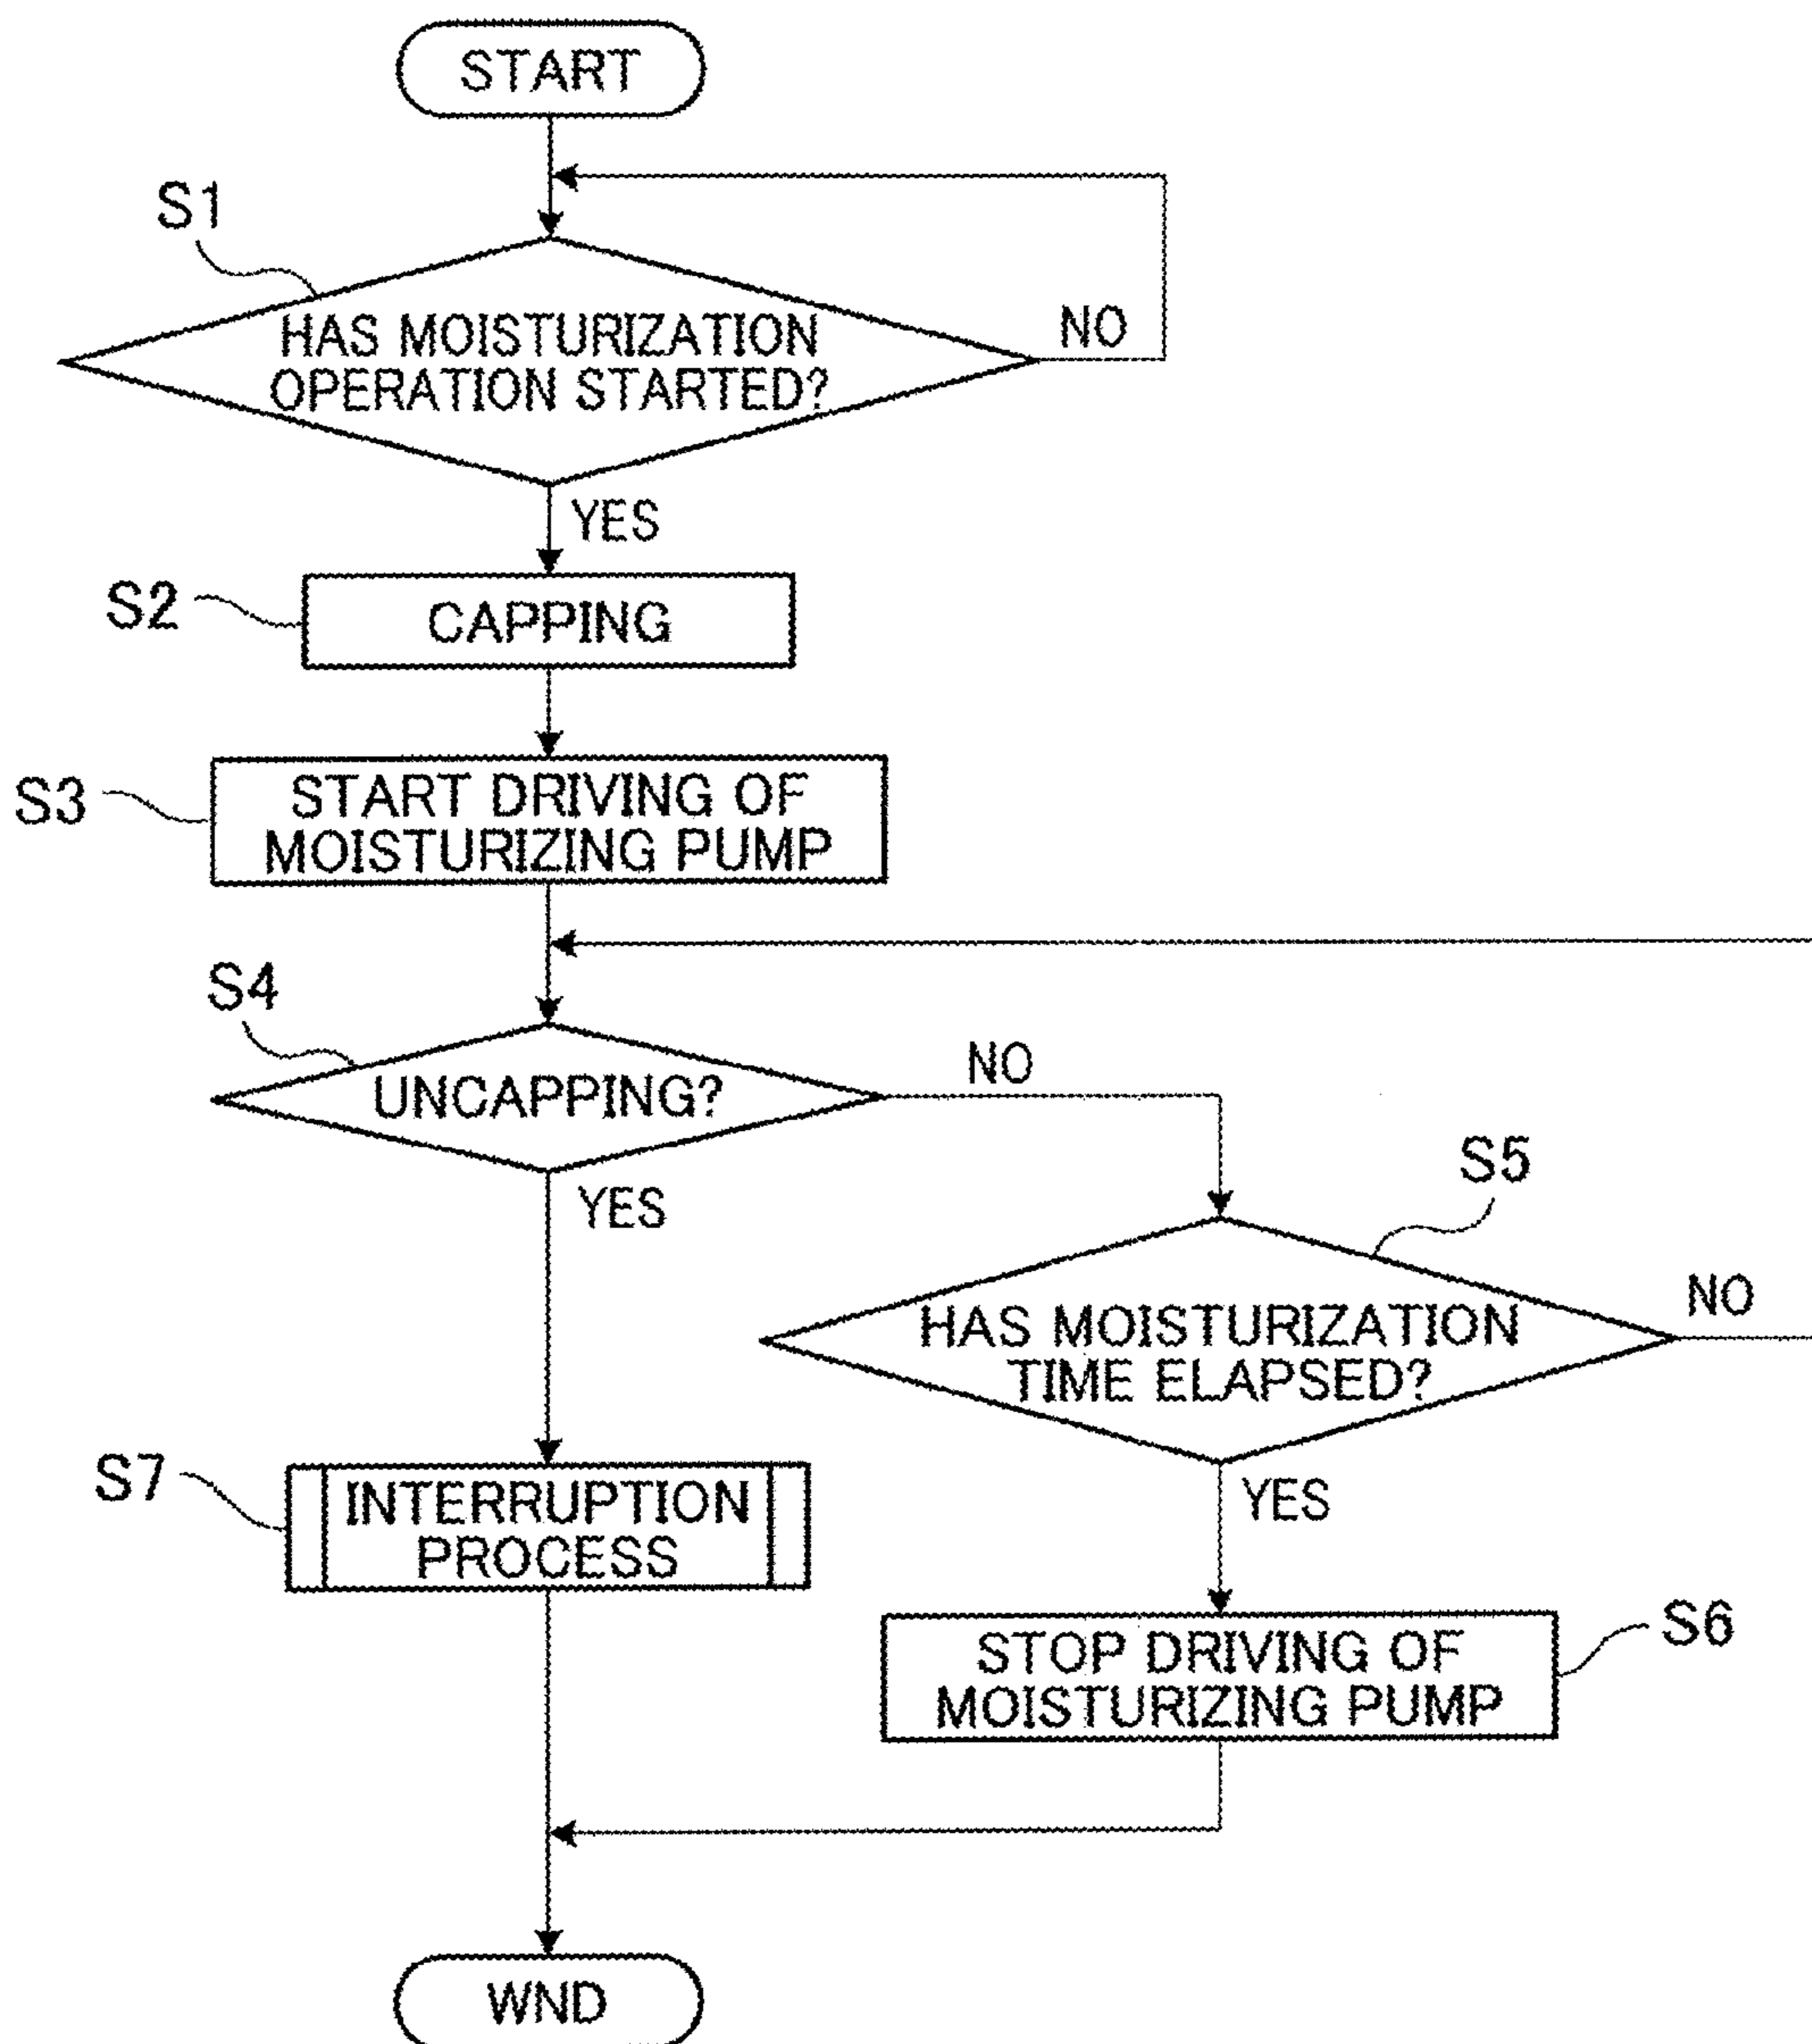 START
S1
HAS MOISTURIZATION
OPERATION STARTED?
NO
YES
S2
CAPPING
S3
START DRIVING OF
MOISTURIZING PUMP
S4
UNCAPPING?
NO
YES
S5
HAS MOISTURIZATION
TIME ELAPSED?
NO
YES
S7
INTERRUPTION
PROCESS
S6
STOP DRIVING OF
MOISTURIZING PUMP
WND